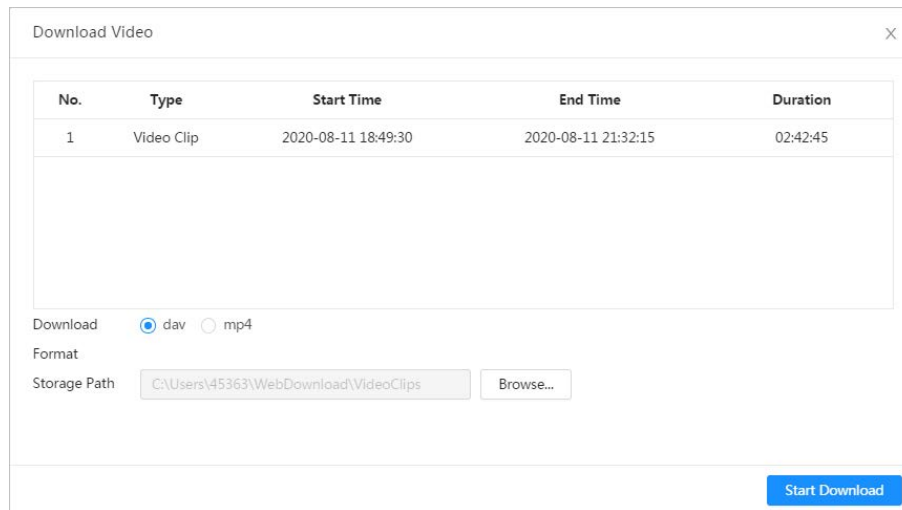 Download Video X
No. Type Start Time End Time Duration
1 Video Clip 2020-08-11 18:49:30 2020-08-11 21:32:15 02:42:45
Download dav mp4
Format
Storage Path C:\Users\45363\WebDownload\VideoClips Browse...
Start Download